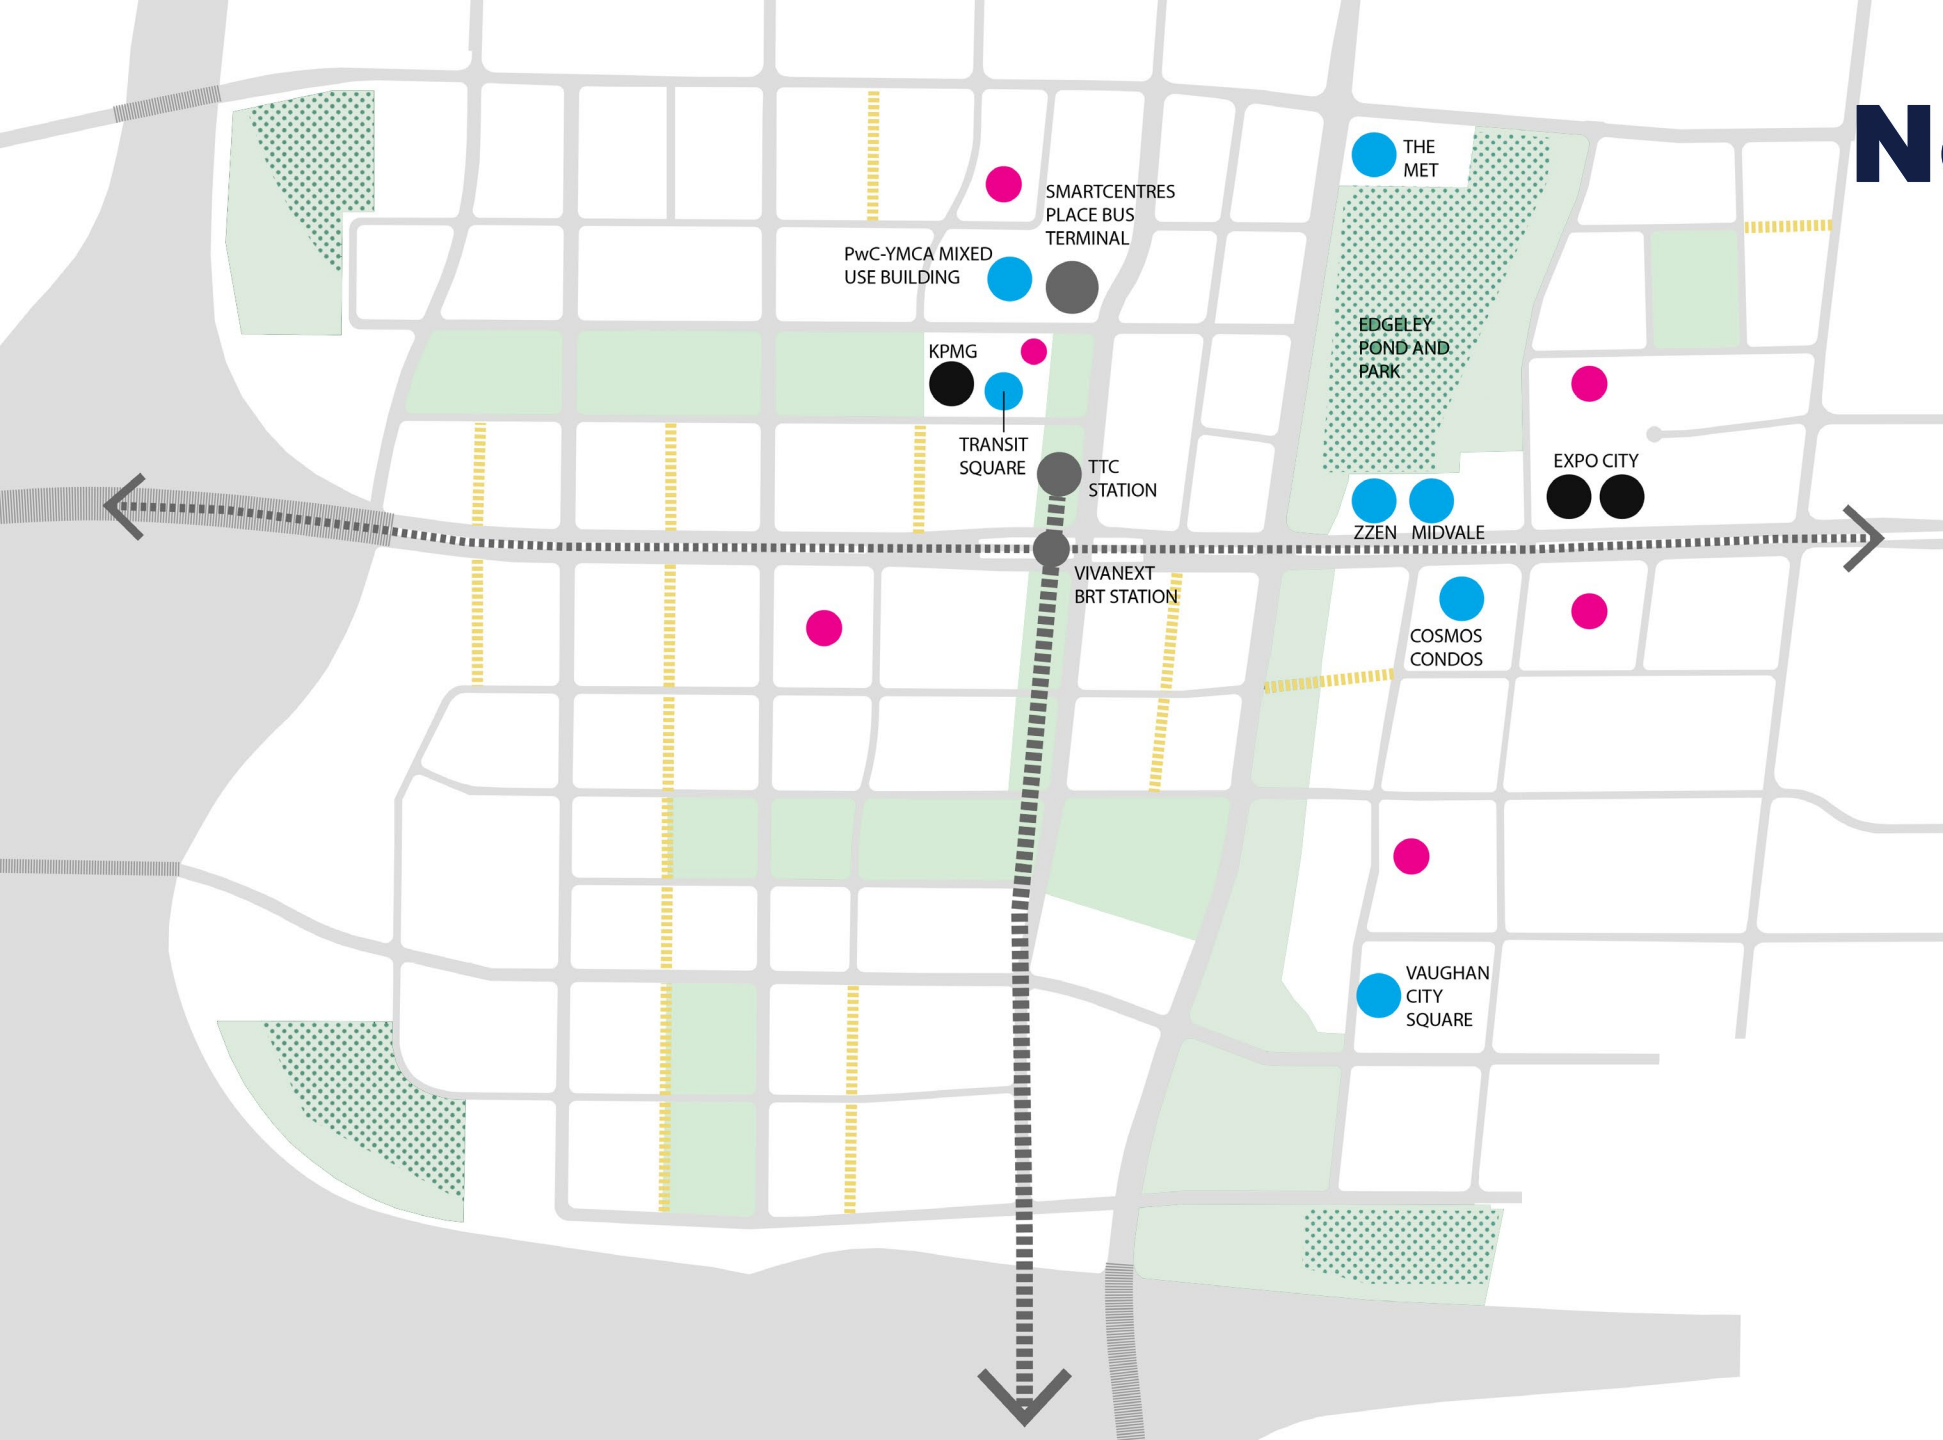 THE
MET
N
SMARTCENTRES
PLACE BUS
TERMINAL
PwC-YMCA MIXED
USE BUILDING
EDGELEY
POND AND
PARK
KPMG
TRANSIT
SQUARE
TTC
STATION
EXPO CITY
ZZEN
MIDVALE
VIVANEXT
BRT STATION
COSMOS
CONDOS
VAUGHAN
CITY
SQUARE